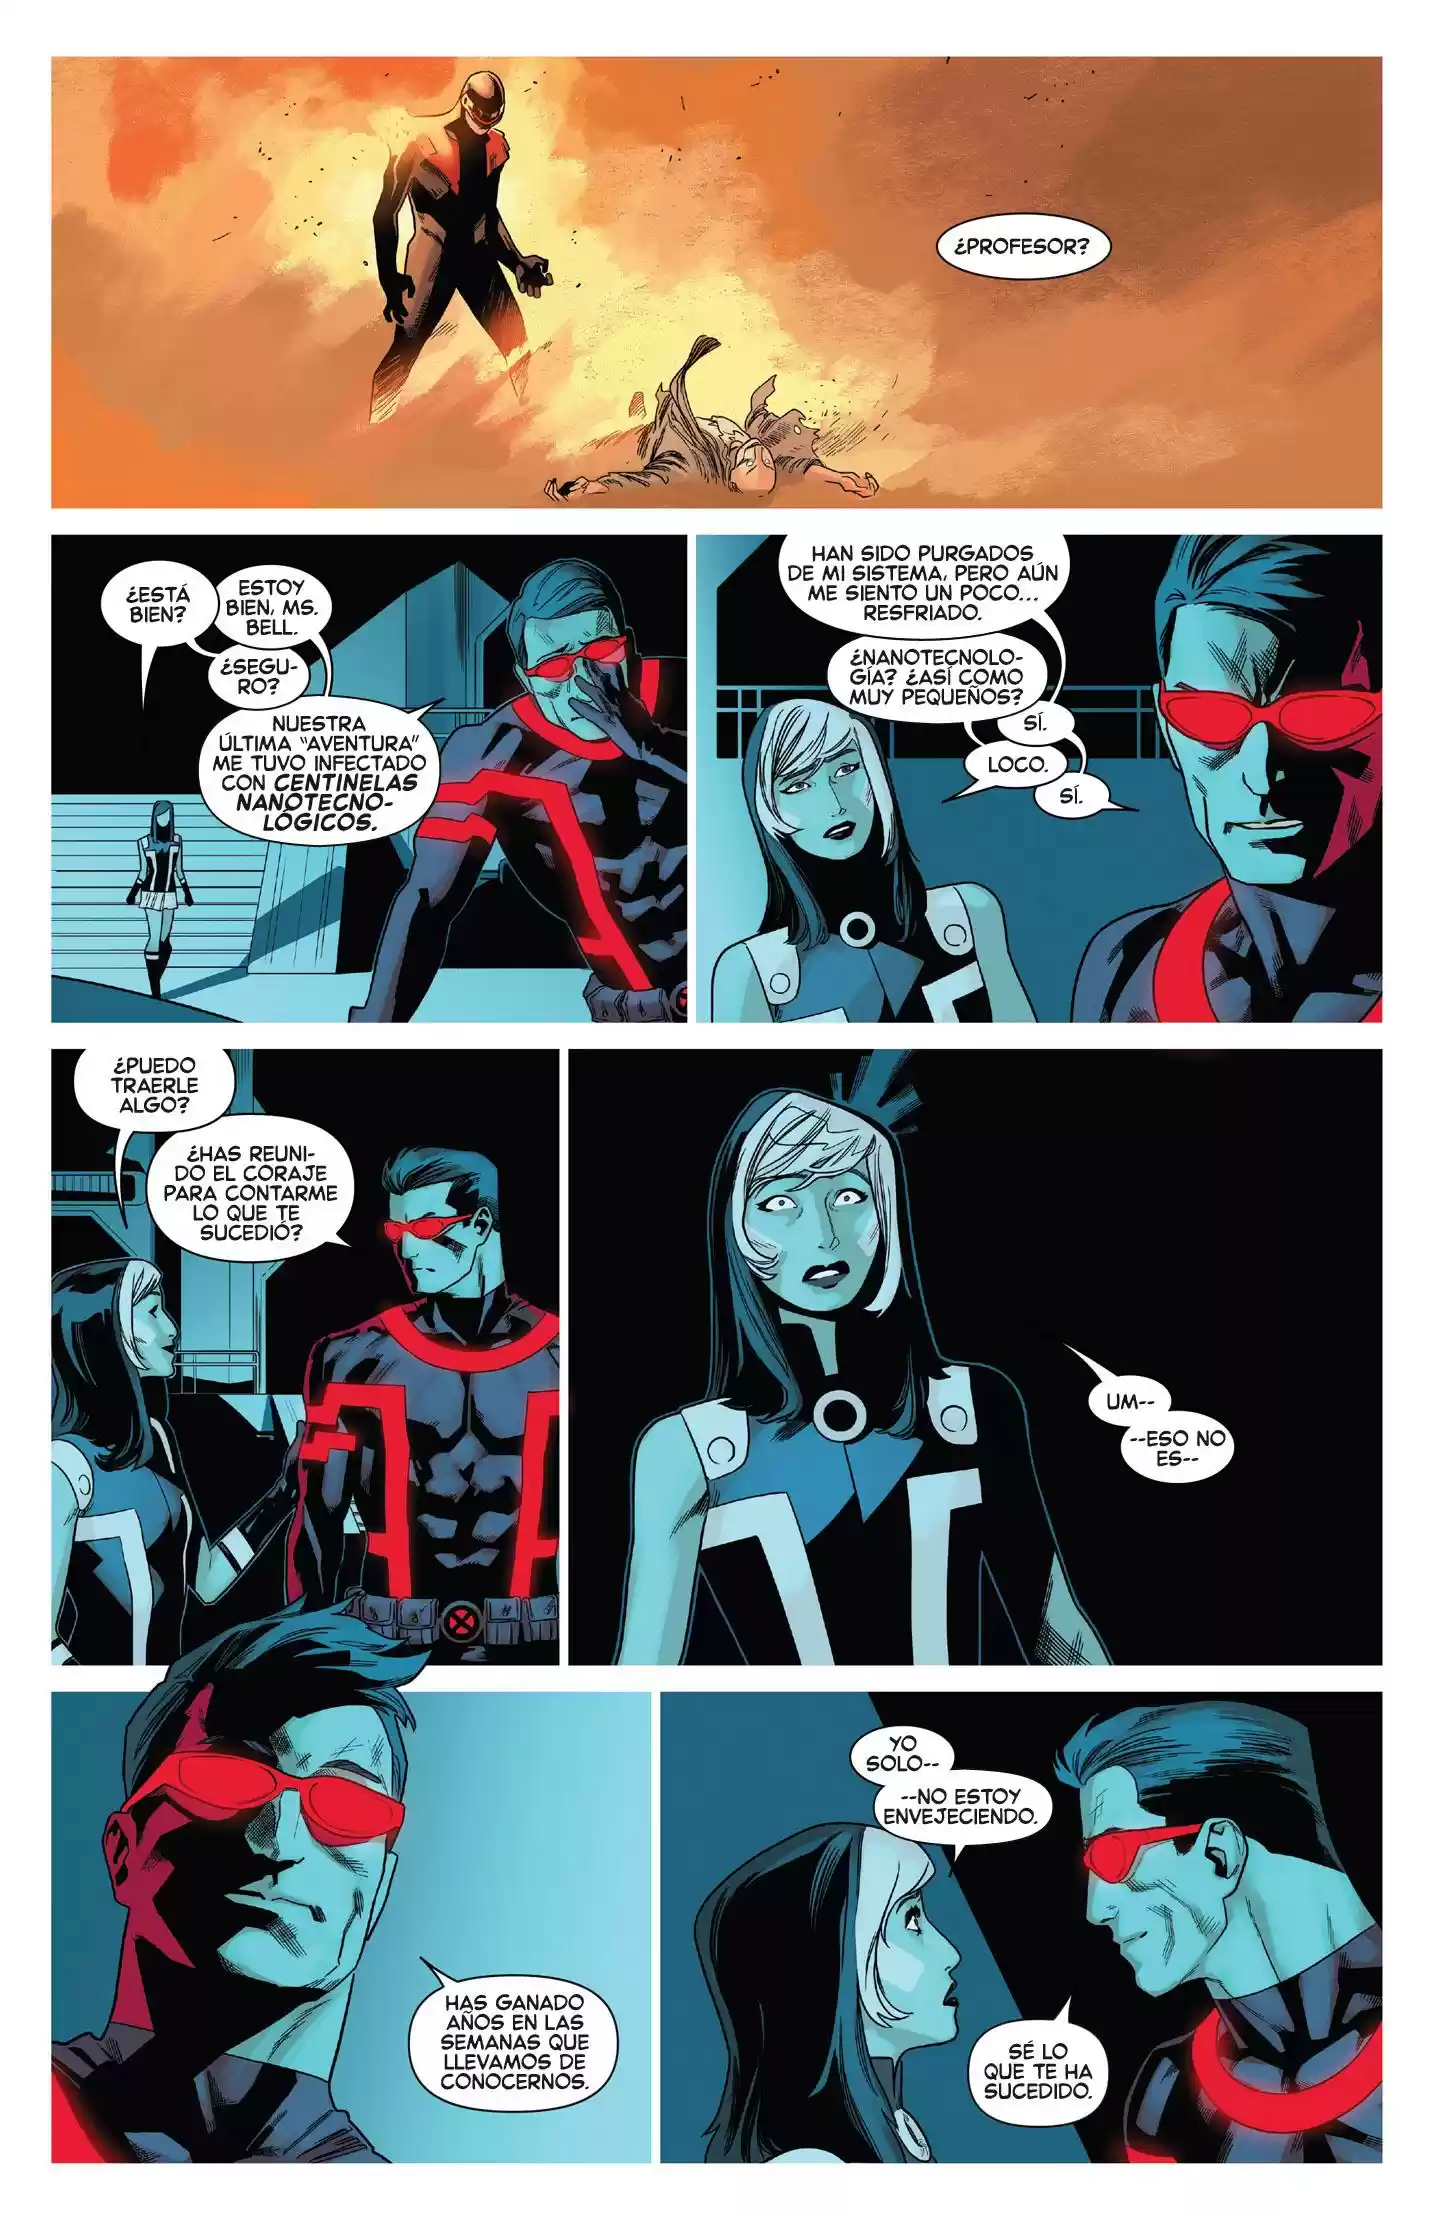 ¿PROFESOR?
¿ESTÁ
BIEN?
ESTOY
BIEN, MS.
BELL.
¿SEGU-
RO?
NUESTRA
ÚLTIMA "AVENTURA"
ME TUVO INFECTADO
CON CENTINELAS
NANOTECNO-
LÓGICOS.
HAN SIDO PURGADOS
DE MI SISTEMA, PERO AÚN
ME SIENTO UN POCO...
RESFRIADO.
¿NANOTECNOLO-
GÍA? ¿ASÍ COMO
MUY PEQUEÑOS?
SÍ.
LOCO.
SÍ.
¿PUEDO
TRAERLE
ALGO?
¿HAS REUNI-
DO EL CORAJE
PARA CONTARME
LO QUE TE
SUCEDIÓ?
UM--
--ESO NO
ES--
HAS GANADO
AÑOS EN LAS
SEMANAS QUE
LLEVAMOS DE
CONOCERNOS.
YO
SOLO--
--NO ESTOY
ENVEJECIENDO.
SÉ LO
QUE TE HA
SUCEDIDO.